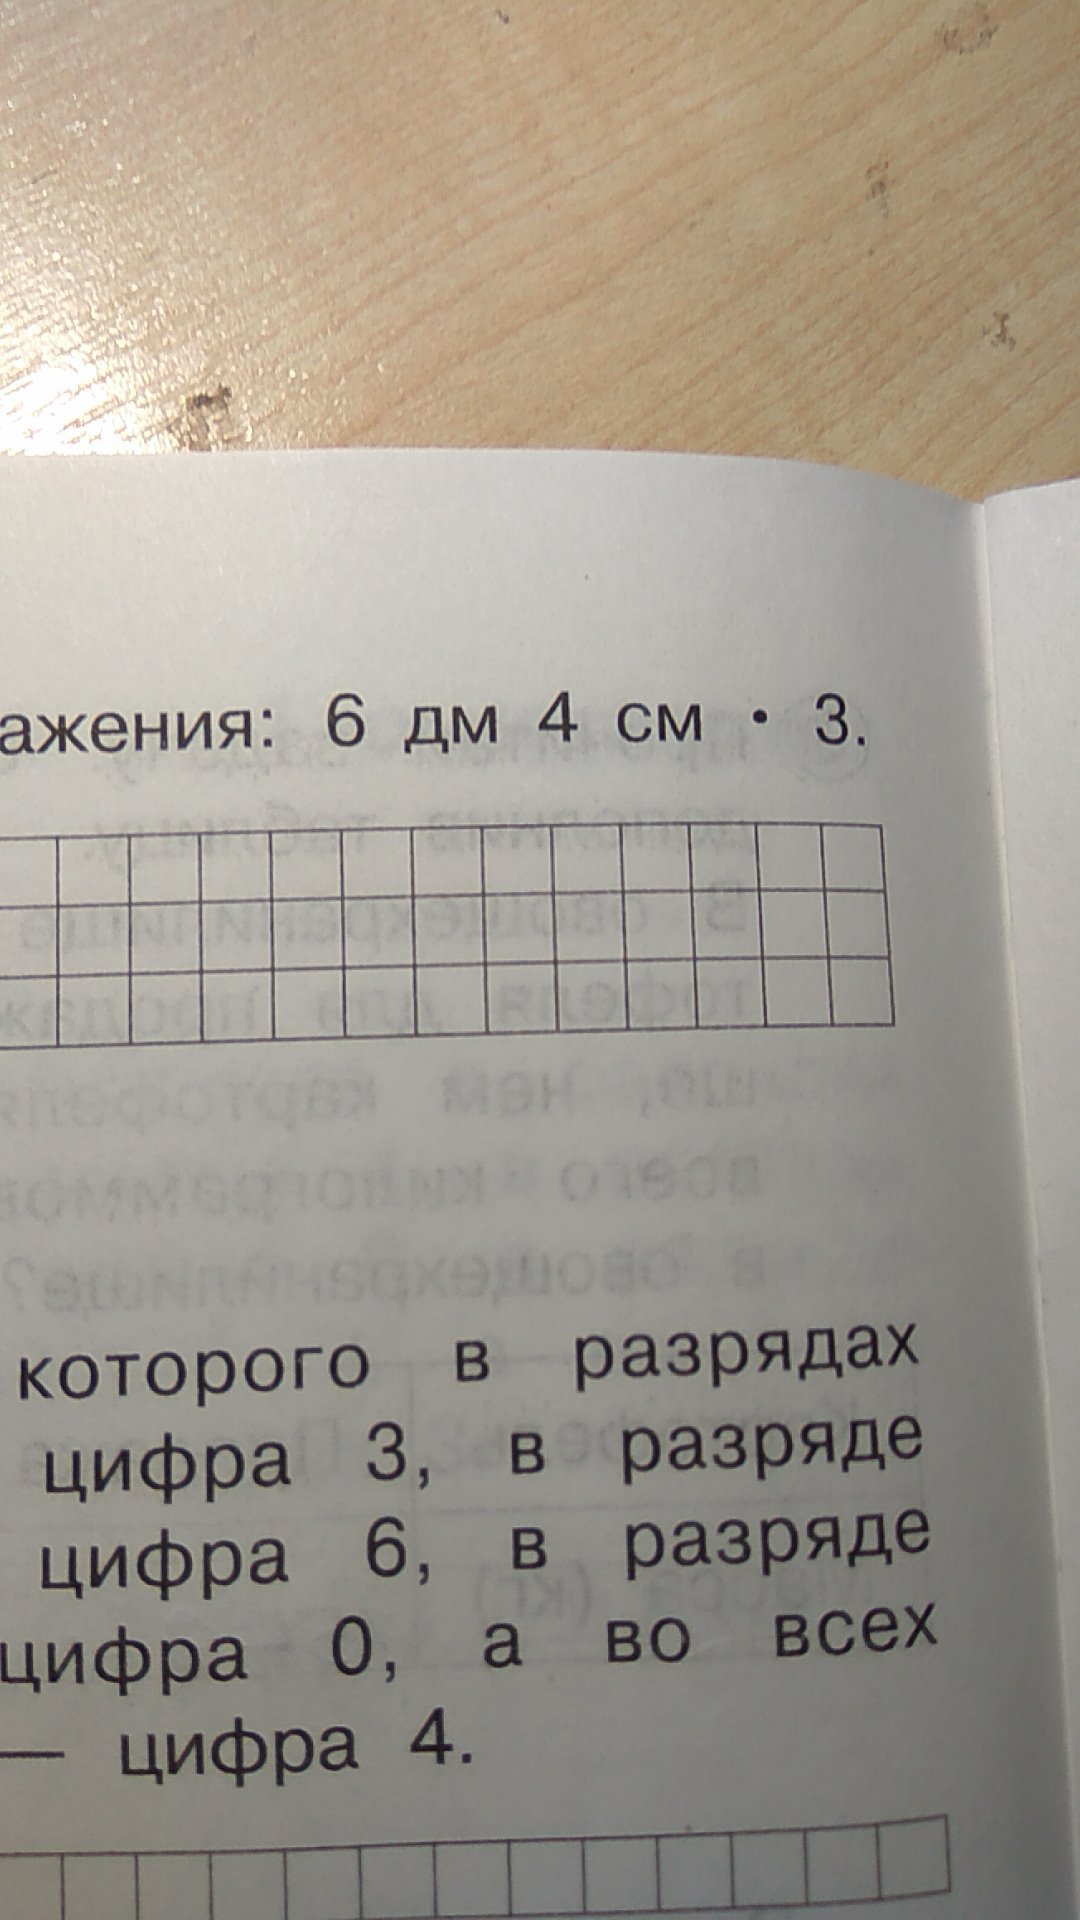 ажения: 6 дм 4 см · 3.
которого в разрядах
цифра 3, в разряде
цифра 6, в разряде
цифра 0, а во всех
— цифра 4.